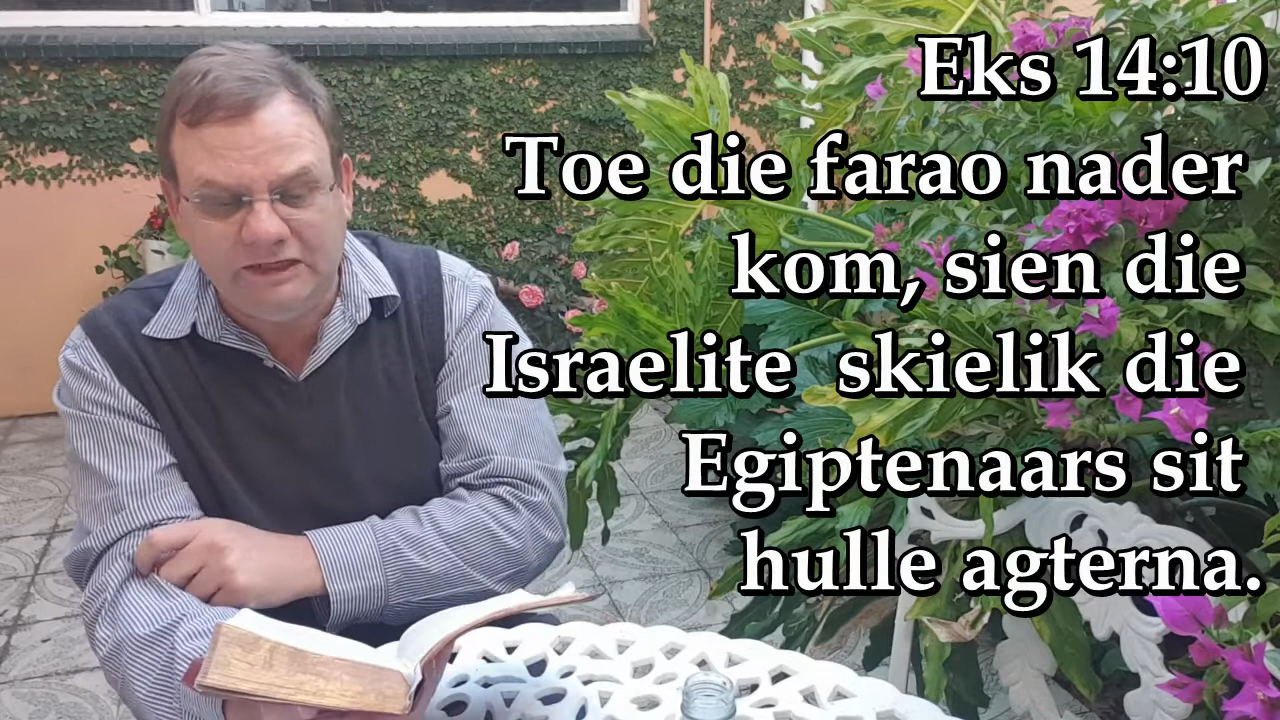 Eks 14:10
Toe die farao nader
kom, sien die
Israelite skielik die
Egiptenaars sit
hulle agterna.